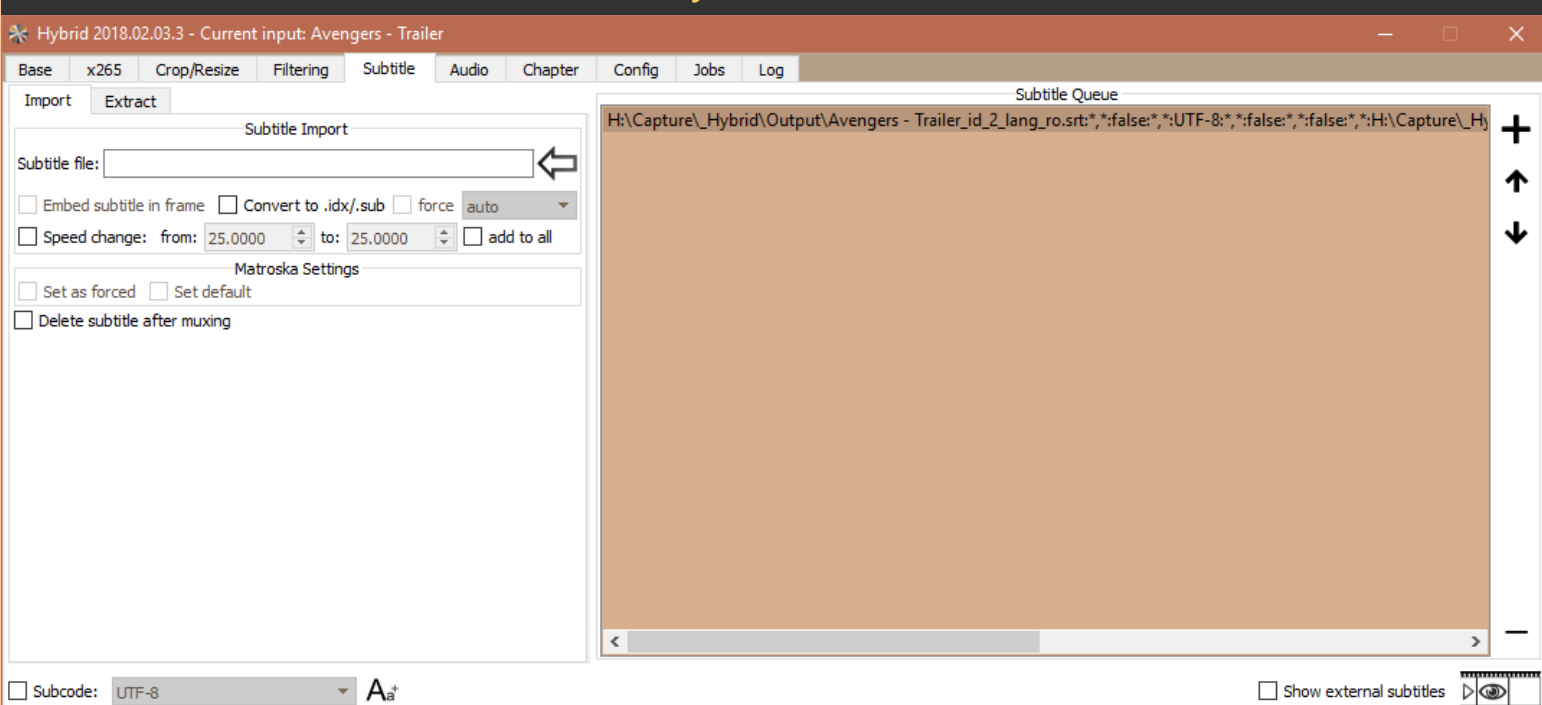 Hybrid 2018.02.03.3 - Current input: Avengers - Trailer
Base x265 Crop/Resize Filtering Subtitle Audio Chapter Config Jobs Log
Import Extract
Subtitle Import
Subtitle file:
Embed subtitle in frame Convert to .idx/.sub force auto
Speed change: from: 25.0000 to: 25.0000 add to all
Matroska Settings
Set as forced Set default
Delete subtitle after muxing
Subtitle Queue
H:\Capture\_Hybrid\Output\Avengers - Trailer_id_2_lang_ro.srt:*,*:false:*,*:UTF-8:*,*:false:*,*:false:*,*:H:\Capture\_Hy
Subcode: UTF-8 Aa+
Show external subtitles